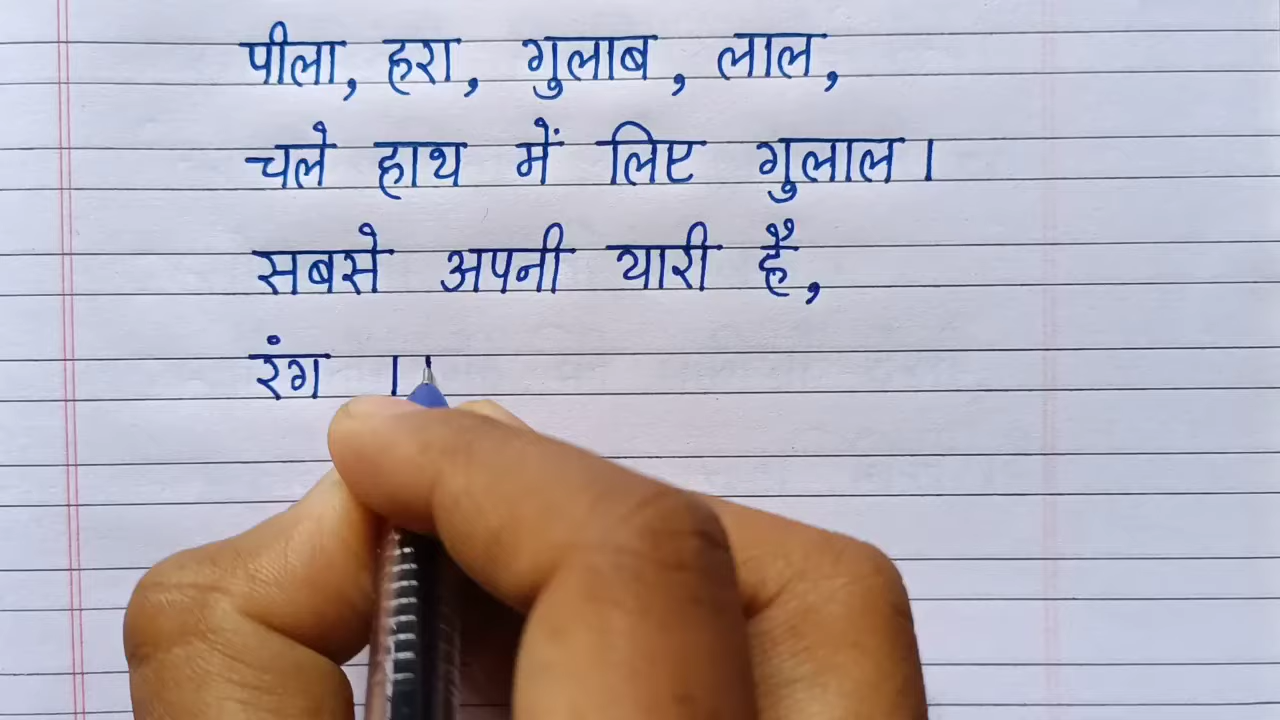 पीला, हरा, गुलाब, लाल,
चले हाथ में लिए गुलाल।
सबसे अपनी यारी है,
रंग